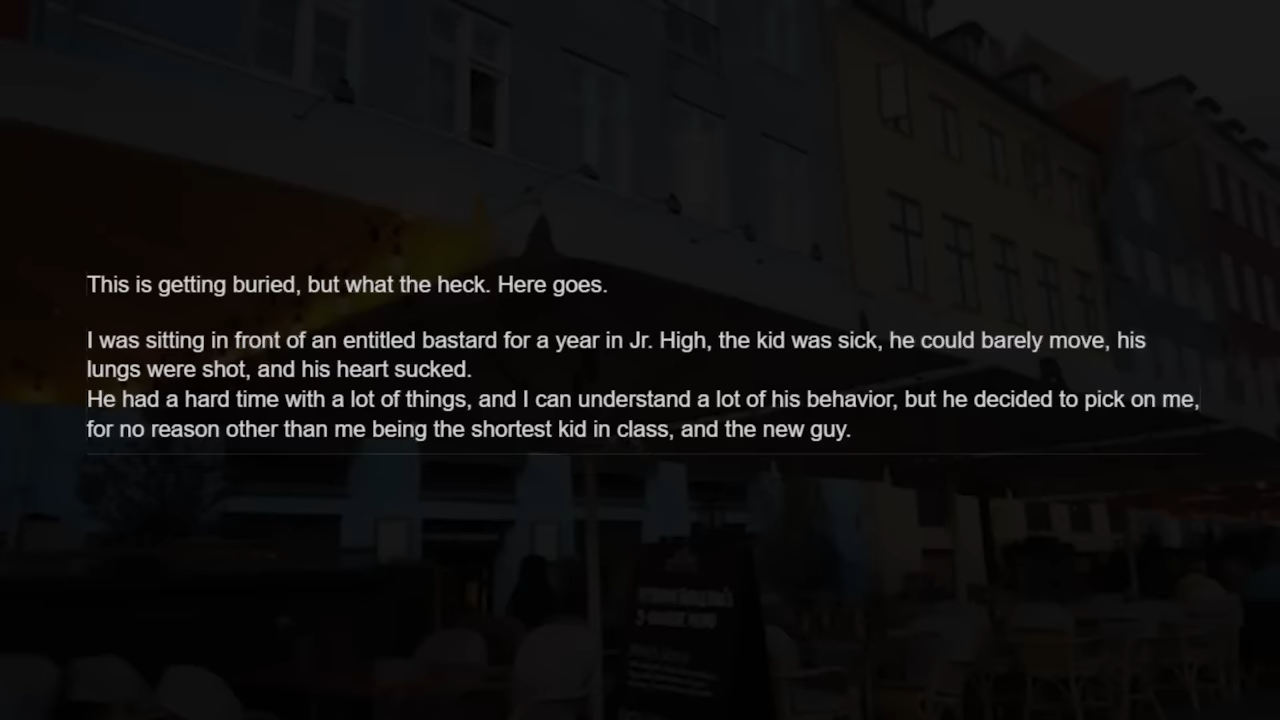 This is getting buried, but what the heck. Here goes.
I was sitting in front of an entitled bastard for a year in Jr. High, the kid was sick, he could barely move, his
lungs were shot, and his heart sucked.
He had a hard time with a lot of things, and I can understand a lot of his behavior, but he decided to pick on me,
for no reason other than me being the shortest kid in class, and the new guy.